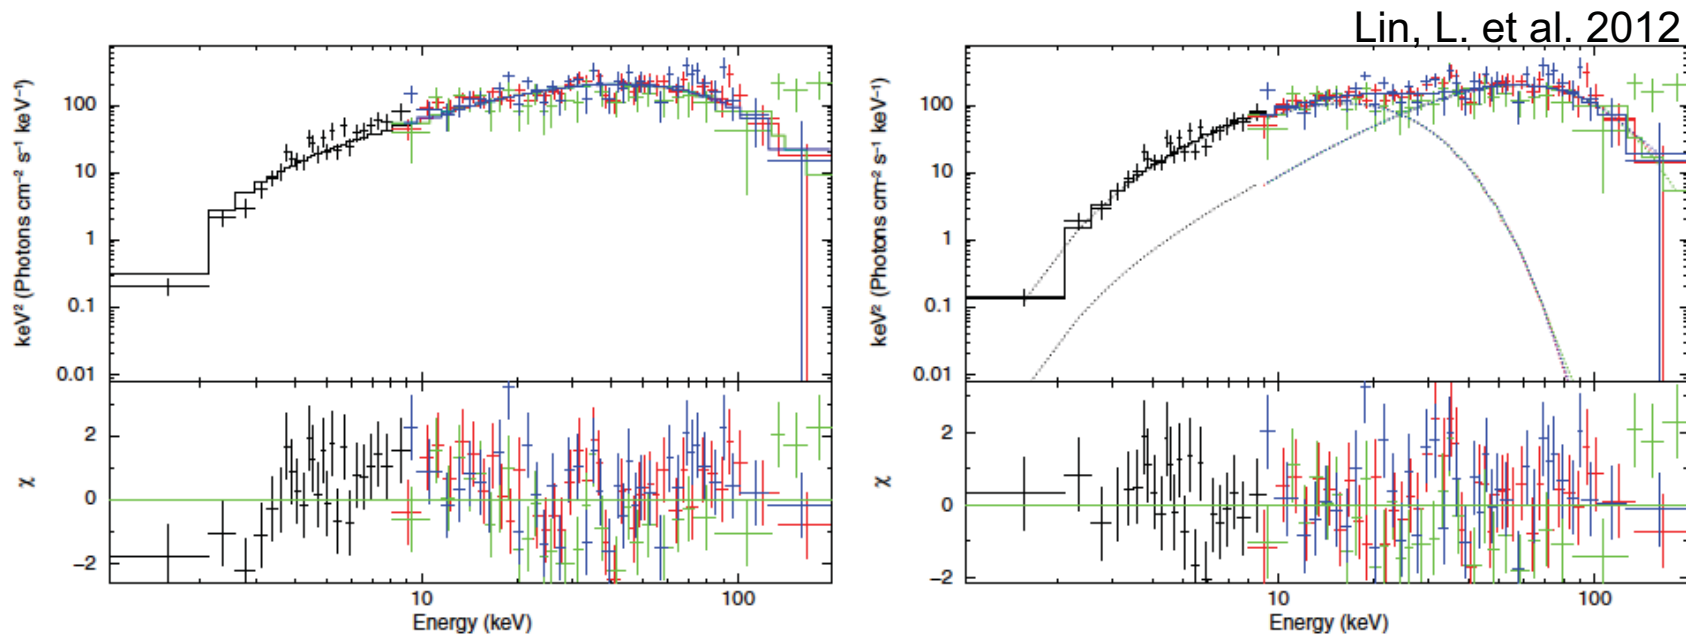 Lin, L. et al. 2012
keV² (Photons cm⁻² s⁻¹ keV⁻¹)
100
10
1
0.1
0.01
χ
2
0
−2
10
100
Energy (keV)
keV² (Photons cm⁻² s⁻¹ keV⁻¹)
100
10
1
0.1
0.01
χ
2
0
−2
10
100
Energy (keV)